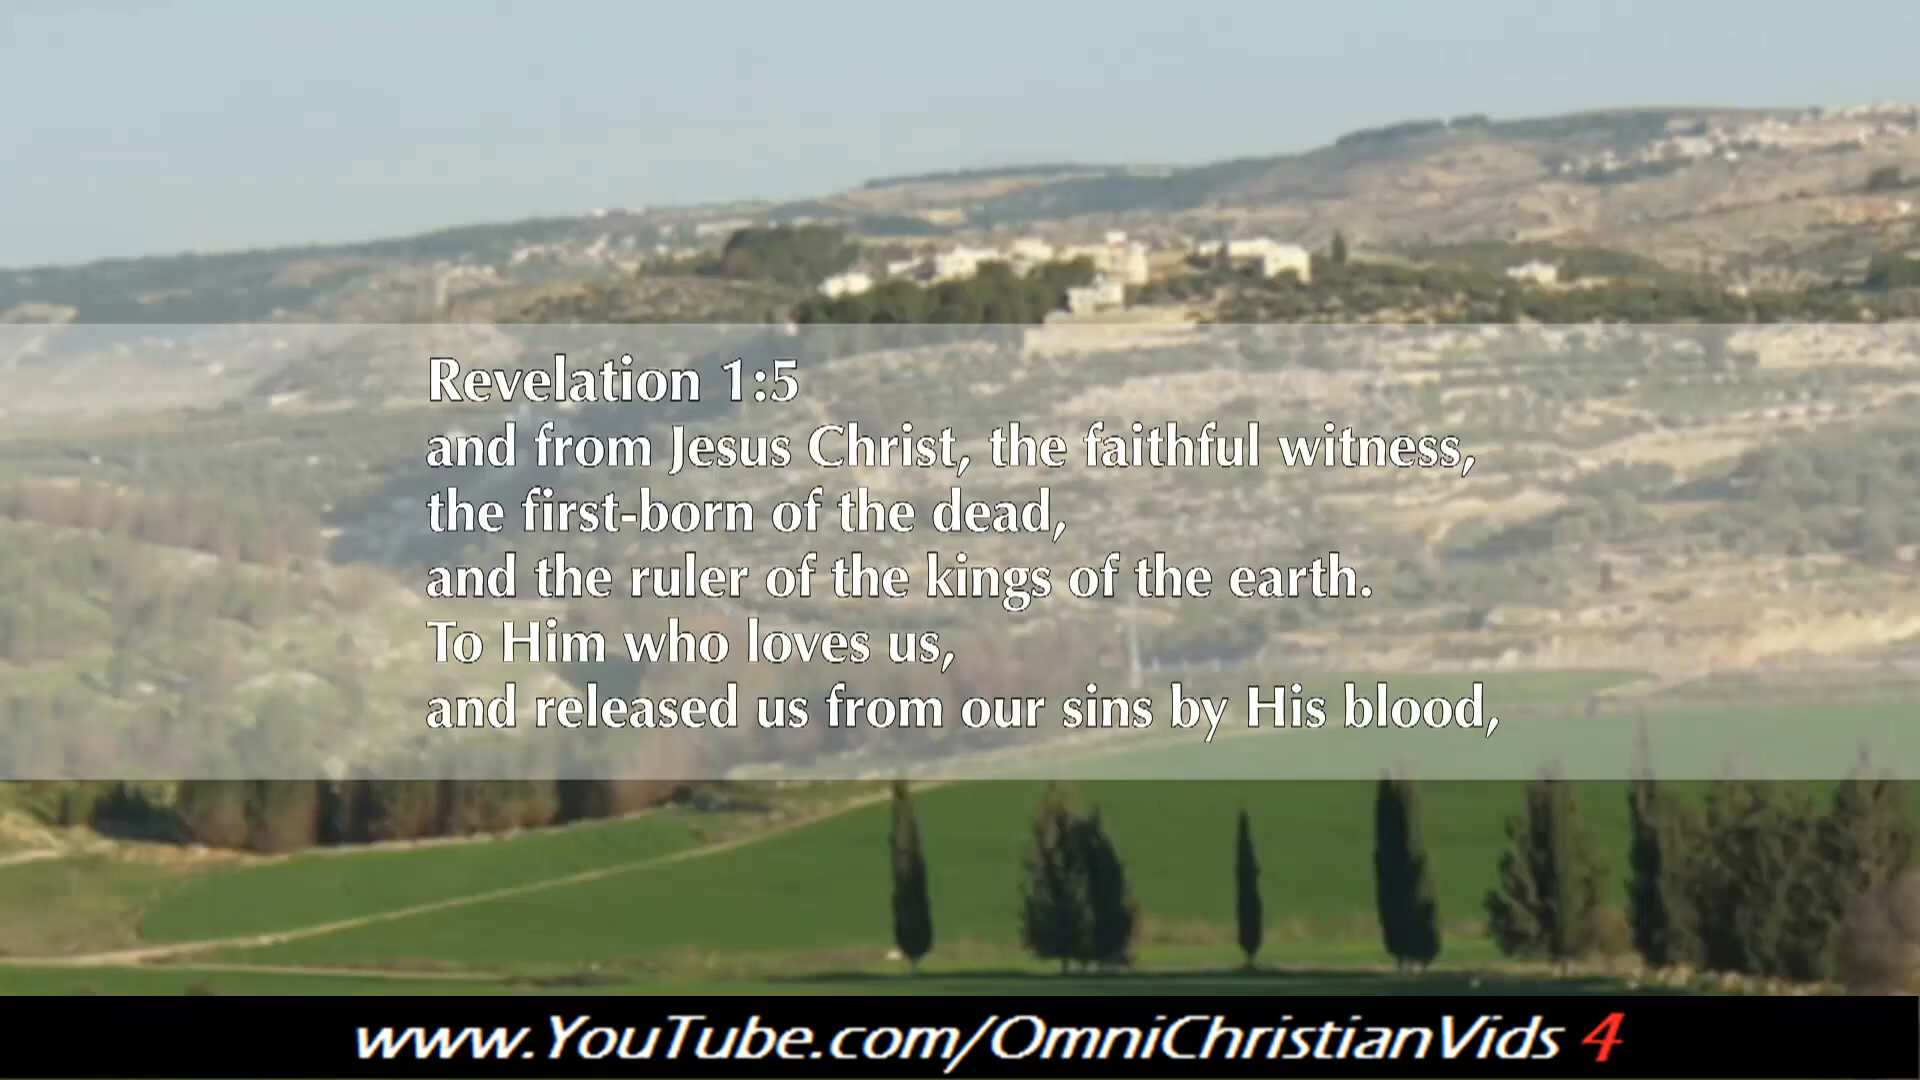 Revelation 1:5
and from Jesus Christ, the faithful witness,
the first-born of the dead,
and the ruler of the kings of the earth.
To Him who loves us,
and released us from our sins by His blood,
www.YouTube.com/OmniChristianVids 4